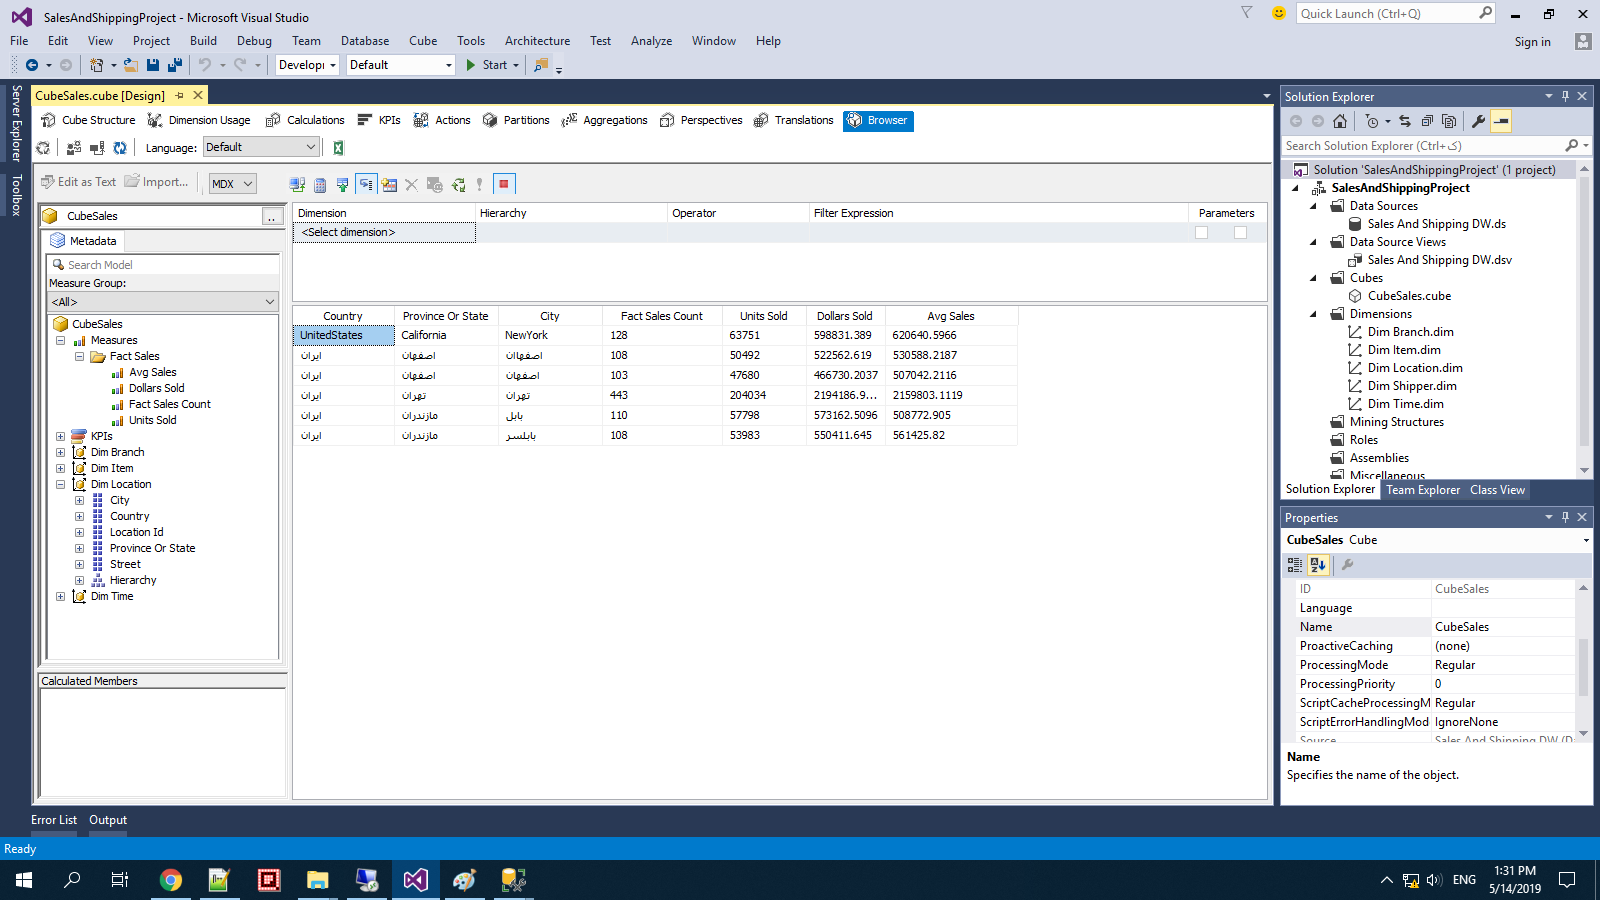 SalesAndShippingProject - Microsoft Visual Studio
Quick Launch (Ctrl+Q)
File Edit View Project Build Debug Team Database Cube Tools Architecture Test Analyze Window Help
Sign in
Default
Start
Server Explorer
Toolbox
CubeSales.cube [Design]
Cube Structure Dimension Usage Calculations KPIs Actions Partitions Aggregations Perspectives Translations Browser
Language: Default
Edit as Text Import... MDX
CubeSales ..
Metadata
Search Model
Measure Group:
<All>
CubeSales
Measures
Fact Sales
Avg Sales
Dollars Sold
Fact Sales Count
Units Sold
KPIs
Dim Branch
Dim Item
Dim Location
City
Country
Location Id
Province Or State
Street
Hierarchy
Dim Time
Calculated Members
Dimension Hierarchy Operator Filter Expression Parameters
<Select dimension>
Country Province Or State City Fact Sales Count Units Sold Dollars Sold Avg Sales
UnitedStates California NewYork 128 63751 598831.389 620640.5966
ایران اصفهان اصفهاان 108 50492 522562.619 530588.2187
ایران اصفهان اصفهان 103 47680 466730.2037 507042.2116
ایران تهران تهران 443 204034 2194186.9... 2159803.1119
ایران مازندران بابل 110 57798 573162.5096 508772.905
ایران مازندران بابلسر 108 53983 550411.645 561425.82
Solution Explorer
Search Solution Explorer (Ctrl+ک)
Solution 'SalesAndShippingProject' (1 project)
SalesAndShippingProject
Data Sources
Sales And Shipping DW.ds
Data Source Views
Sales And Shipping DW.dsv
Cubes
CubeSales.cube
Dimensions
Dim Branch.dim
Dim Item.dim
Dim Location.dim
Dim Shipper.dim
Dim Time.dim
Mining Structures
Roles
Assemblies
Miscellaneous
Solution Explorer Team Explorer Class View
Properties
CubeSales Cube
ID CubeSales
Language
Name CubeSales
ProactiveCaching (none)
ProcessingMode Regular
ProcessingPriority 0
ScriptCacheProcessingM Regular
ScriptErrorHandlingMod IgnoreNone
Source Sales And Shipping DW (D
Name
Specifies the name of the object.
Error List Output
Ready
ENG
1:31 PM
5/14/2019